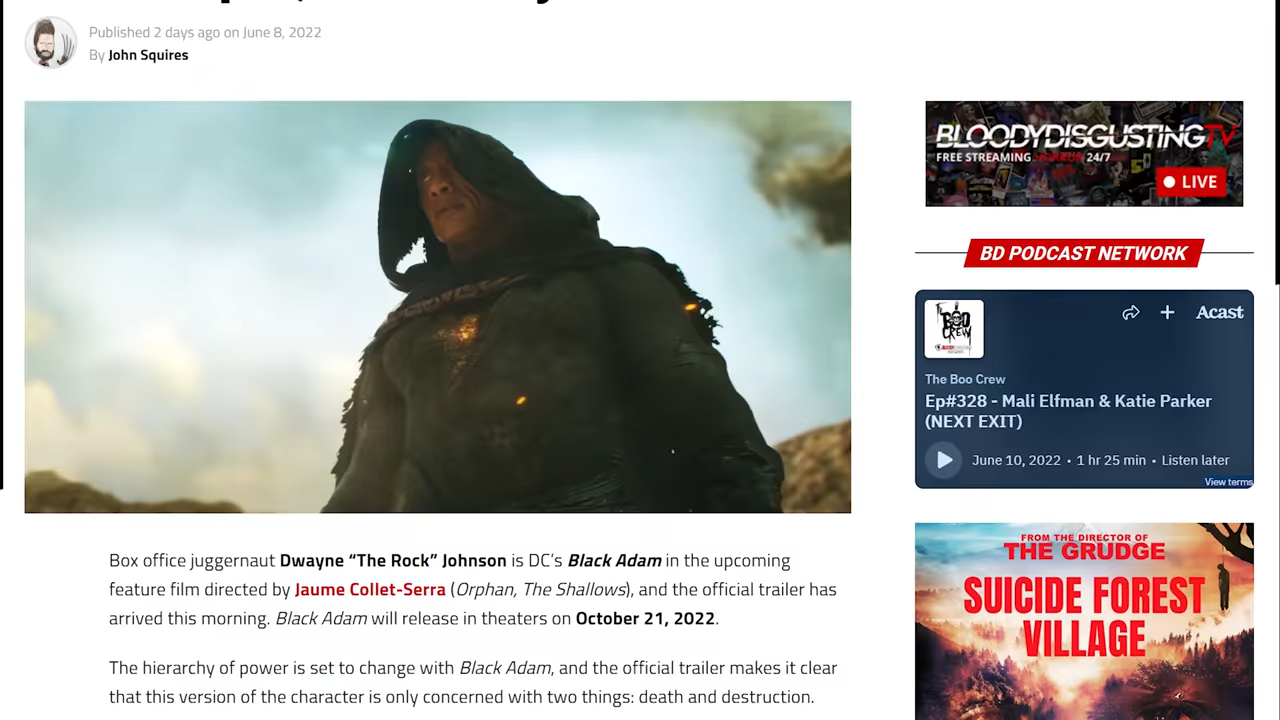 Published 2 days ago on June 8, 2022
By John Squires
BLOODYDISGUSTINGTV
FREE STREAMING HORROR 24/7
LIVE
BD PODCAST NETWORK
BOO
CREW
Acast
The Boo Crew
Ep#328 - Mali Elfman & Katie Parker
(NEXT EXIT)
June 10, 2022 • 1 hr 25 min • Listen later
View terms
FROM THE DIRECTOR OF
THE GRUDGE
SUICIDE FOREST
VILLAGE
Box office juggernaut Dwayne “The Rock” Johnson is DC’s Black Adam in the upcoming
feature film directed by Jaume Collet-Serra (Orphan, The Shallows), and the official trailer has
arrived this morning. Black Adam will release in theaters on October 21, 2022.
The hierarchy of power is set to change with Black Adam, and the official trailer makes it clear
that this version of the character is only concerned with two things: death and destruction.